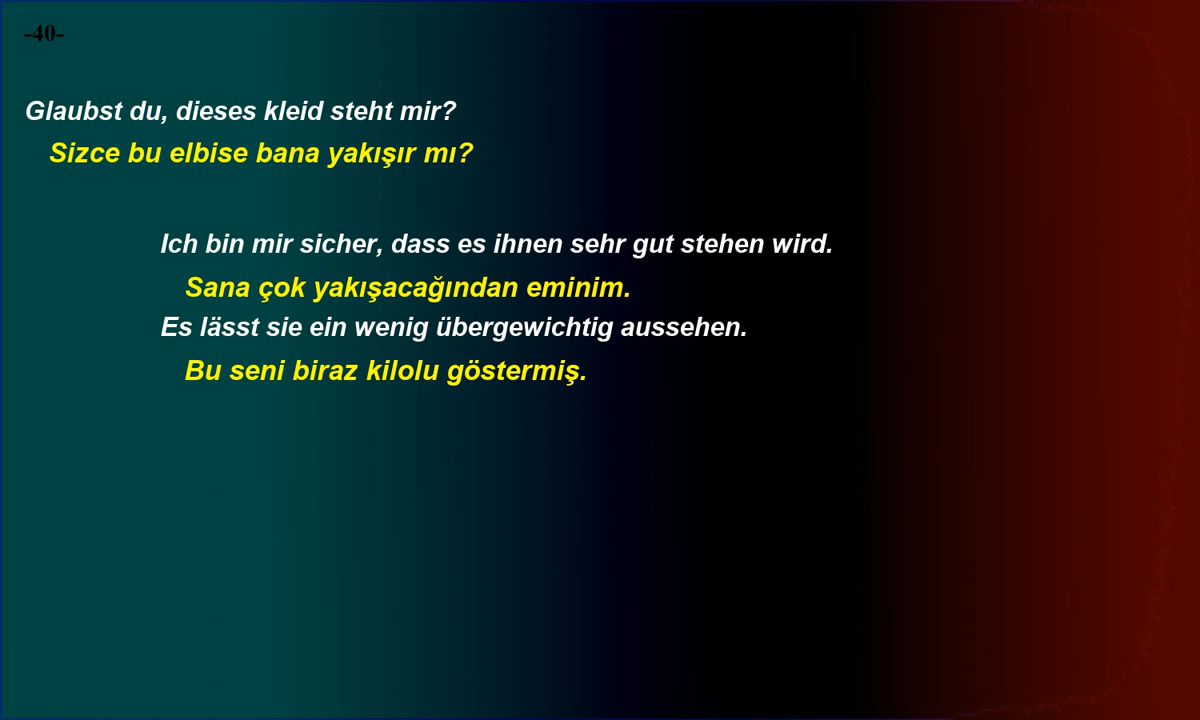 -40-
Glaubst du, dieses kleid steht mir?
Sizce bu elbise bana yakışır mı?
Ich bin mir sicher, dass es ihnen sehr gut stehen wird.
Sana çok yakışacağından eminim.
Es lässt sie ein wenig übergewichtig aussehen.
Bu seni biraz kilolu göstermiş.